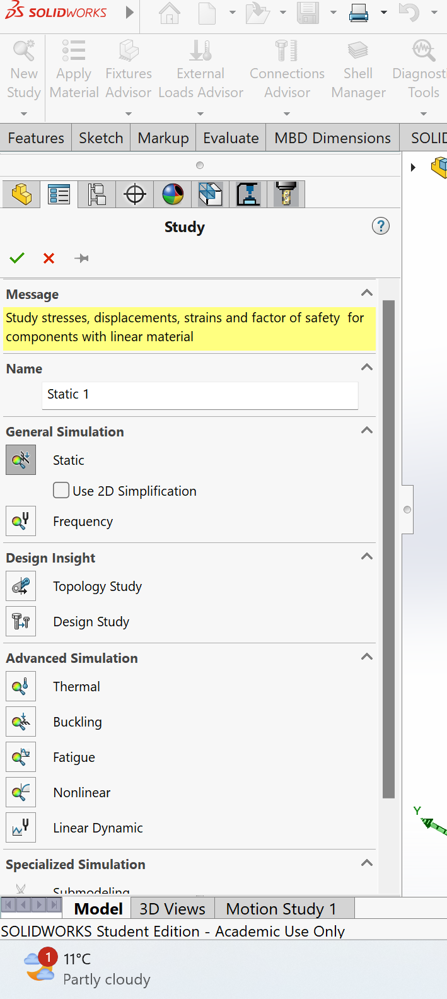 SOLIDWORKS
New Study
Apply Material
Fixtures Advisor
External Loads Advisor
Connections Advisor
Shell Manager
Diagnosti Tools
Features Sketch Markup Evaluate MBD Dimensions SOLID
Study
?
Message
Study stresses, displacements, strains and factor of safety for
components with linear material
Name
Static 1
General Simulation
Static
Use 2D Simplification
Frequency
Design Insight
Topology Study
Design Study
Advanced Simulation
Thermal
Buckling
Fatigue
Nonlinear
Linear Dynamic
Specialized Simulation
Submodeling
Y
Model 3D Views Motion Study 1
SOLIDWORKS Student Edition - Academic Use Only
1
11°C
Partly cloudy